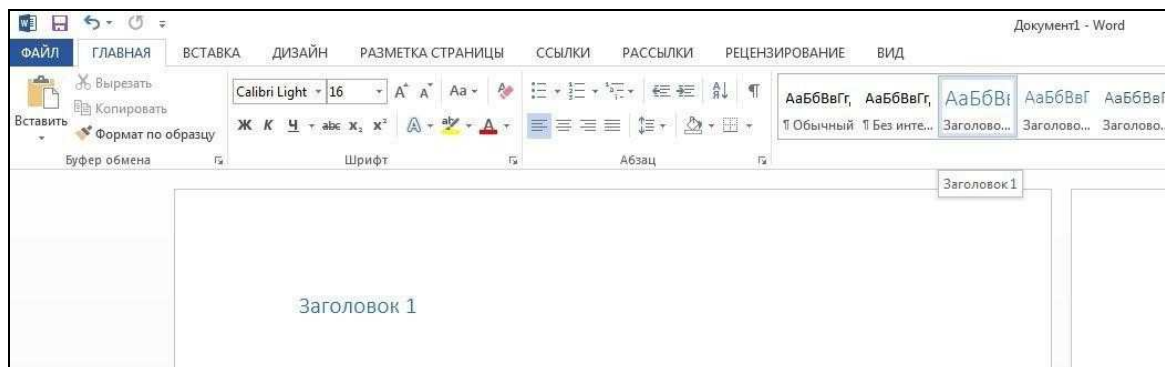 Документ1 - Word
ФАЙЛ ГЛАВНАЯ ВСТАВКА ДИЗАЙН РАЗМЕТКА СТРАНИЦЫ ССЫЛКИ РАССЫЛКИ РЕЦЕНЗИРОВАНИЕ ВИД
Вставить
Вырезать
Копировать
Формат по образцу
Буфер обмена
Calibri Light 16 A A Aa
Ж К Ч abc x₂ x² A ab A
Шрифт
А Я ¶
Абзац
АаБбВвГг, АаБбВвГг, АаБбВв АаБбВвГ АаБбВвГ
¶ Обычный ¶ Без инте... Заголово... Заголово... Заголово...
Заголовок 1
Заголовок 1